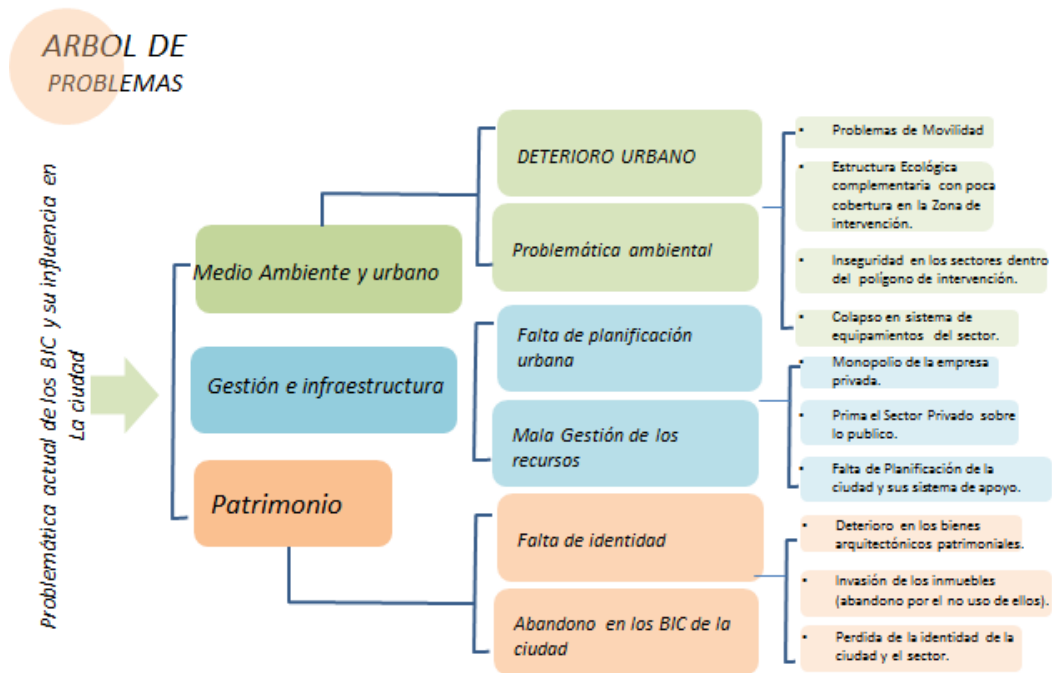 ARBOL DE
PROBLEMAS
Problemática actual de los BIC y su influencia en
La ciudad
Medio Ambiente y urbano
DETERIORO URBANO
Problemática ambiental
• Problemas de Movilidad
• Estructura Ecológica
complementaria con poca
cobertura en la Zona de
intervención.
• Inseguridad en los sectores dentro
del polígono de intervención.
• Colapso en sistema de
equipamientos del sector.
Gestión e infraestructura
Falta de planificación
urbana
Mala Gestión de los
recursos
• Monopolio de la empresa
privada.
• Prima el Sector Privado sobre
lo publico.
• Falta de Planificación de la
ciudad y sus sistema de apoyo.
Patrimonio
Falta de identidad
Abandono en los BIC de la
ciudad
• Deterioro en los bienes
arquitectónicos patrimoniales.
• Invasión de los inmuebles
(abandono por el no uso de ellos).
• Perdida de la identidad de la
ciudad y el sector.